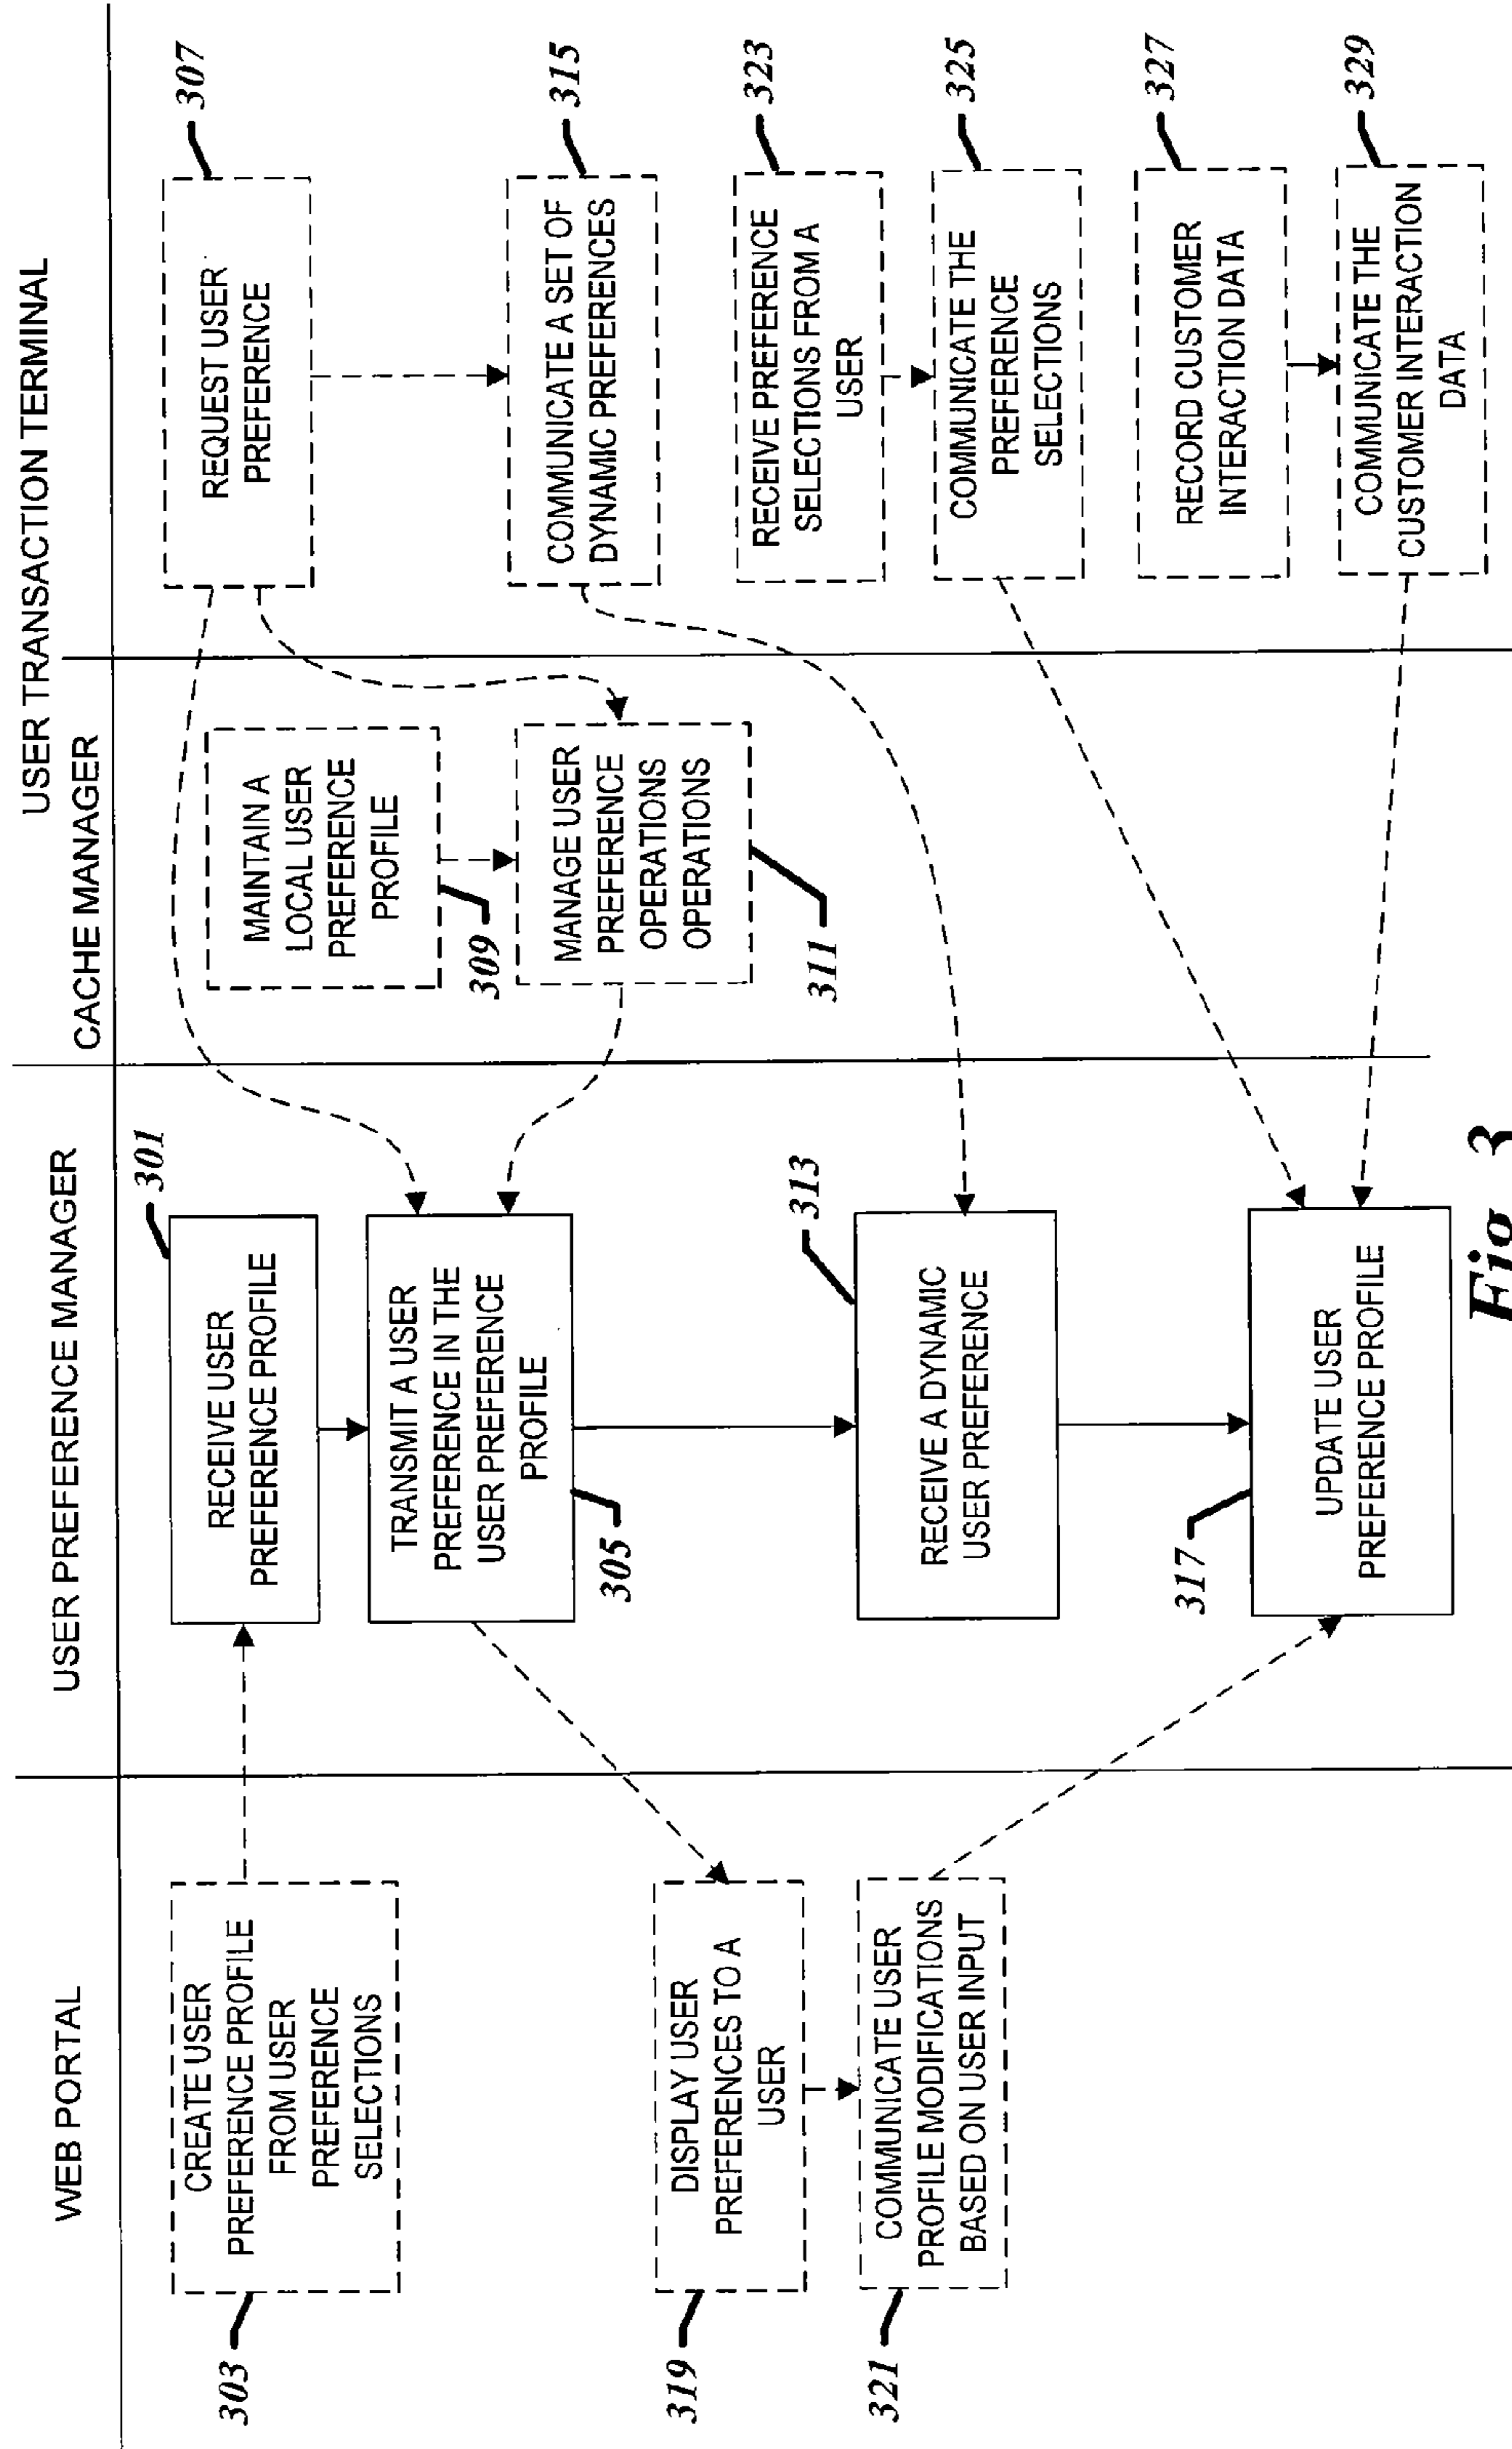 WEB PORTAL
USER PREFERENCE MANAGER
CACHE MANAGER
USER TRANSACTION TERMINAL
303
CREATE USER
PREFERENCE PROFILE
FROM USER
PREFERENCE
SELECTIONS
319
DISPLAY USER
PREFERENCES TO A
USER
321
COMMUNICATE USER
PROFILE MODIFICATIONS
BASED ON USER INPUT
301
RECEIVE USER
PREFERENCE PROFILE
TRANSMIT A USER
PREFERENCE IN THE
USER PREFERENCE
PROFILE
305
313
RECEIVE A DYNAMIC
USER PREFERENCE
317
UPDATE USER
PREFERENCE PROFILE
MAINTAIN A
LOCAL USER
PREFERENCE
PROFILE
309
MANAGE USER
PREFERENCE
OPERATIONS
OPERATIONS
311
REQUEST USER
PREFERENCE
307
COMMUNICATE A SET OF
DYNAMIC PREFERENCES
315
RECEIVE PREFERENCE
SELECTIONS FROM A
USER
323
COMMUNICATE THE
PREFERENCE
SELECTIONS
325
RECORD CUSTOMER
INTERACTION DATA
327
COMMUNICATE THE
CUSTOMER INTERACTION
DATA
329
Fig. 3